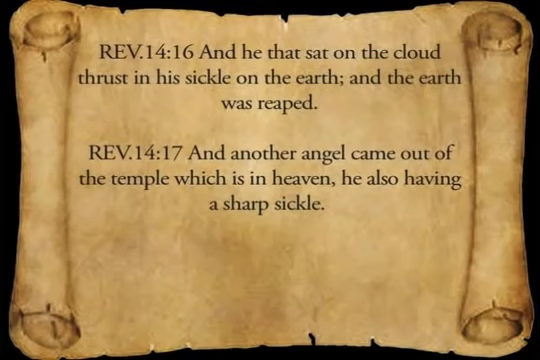 REV.14:16 And he that sat on the cloud
thrust in his sickle on the earth; and the earth
was reaped.
REV.14:17 And another angel came out of
the temple which is in heaven, he also having
a sharp sickle.